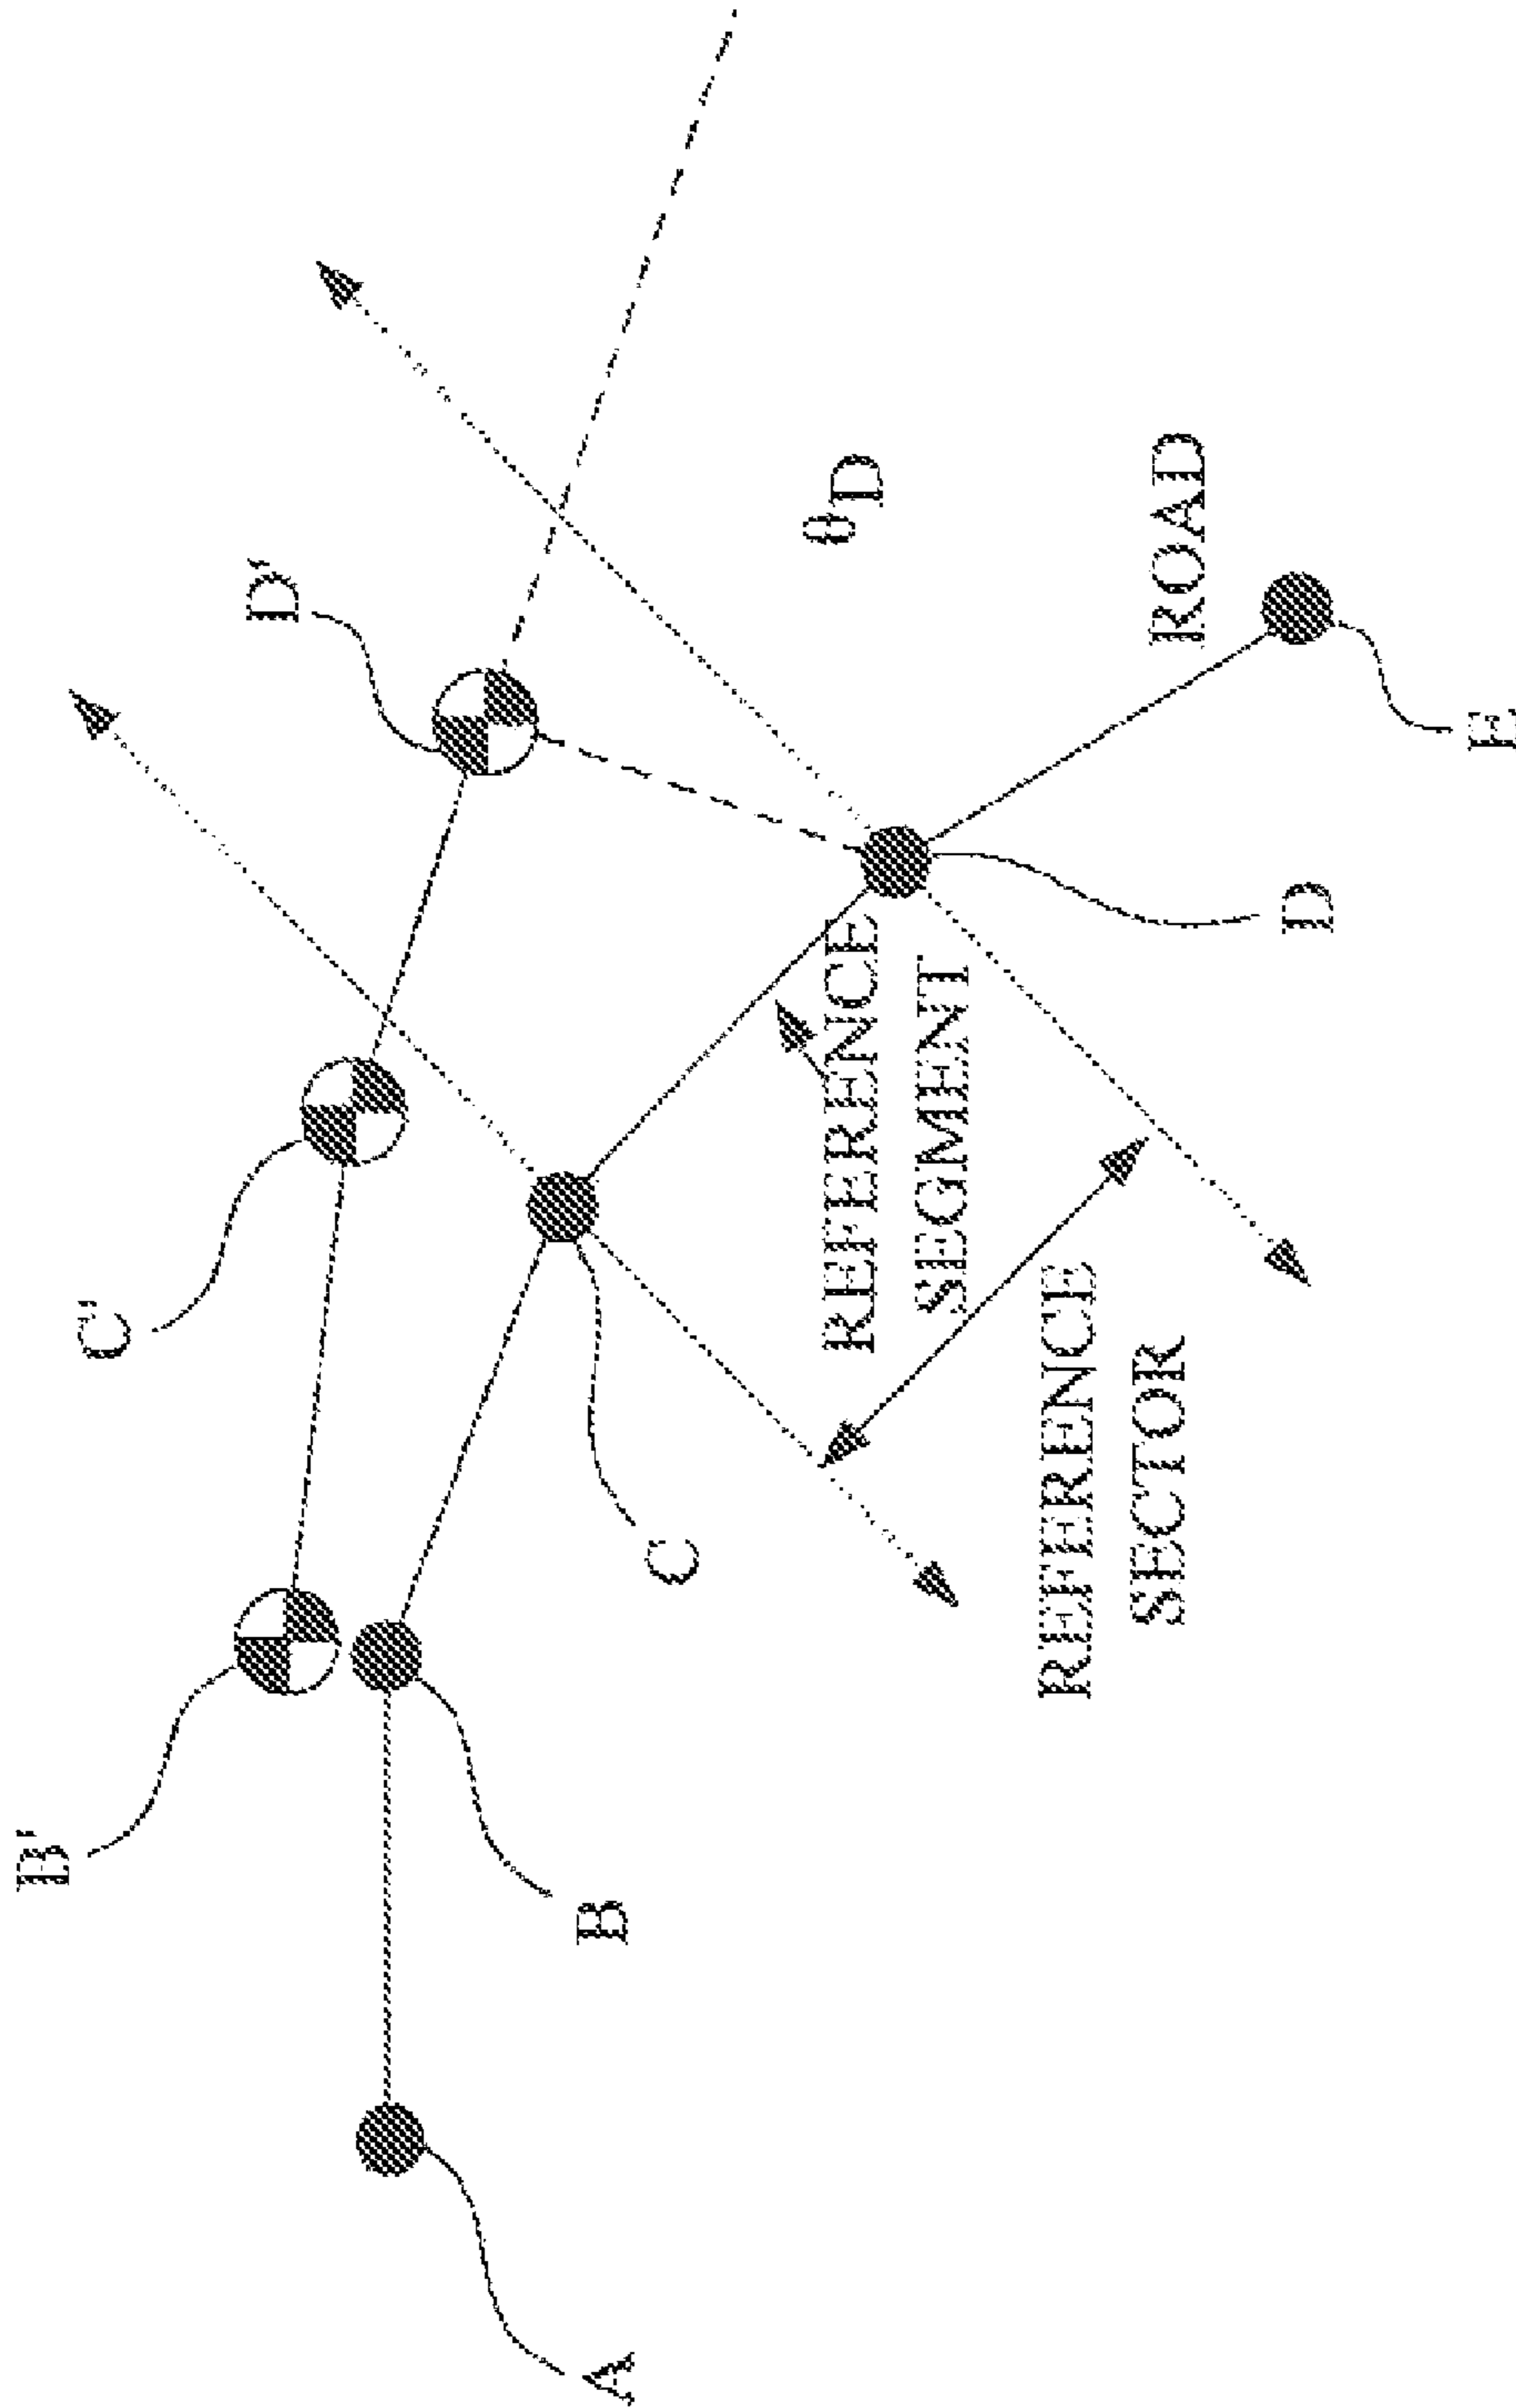 B'
C'
D'
A
B
C
θD
REFERENCE
SEGMENT
REFERENCE
SECTOR
ROAD
D
E